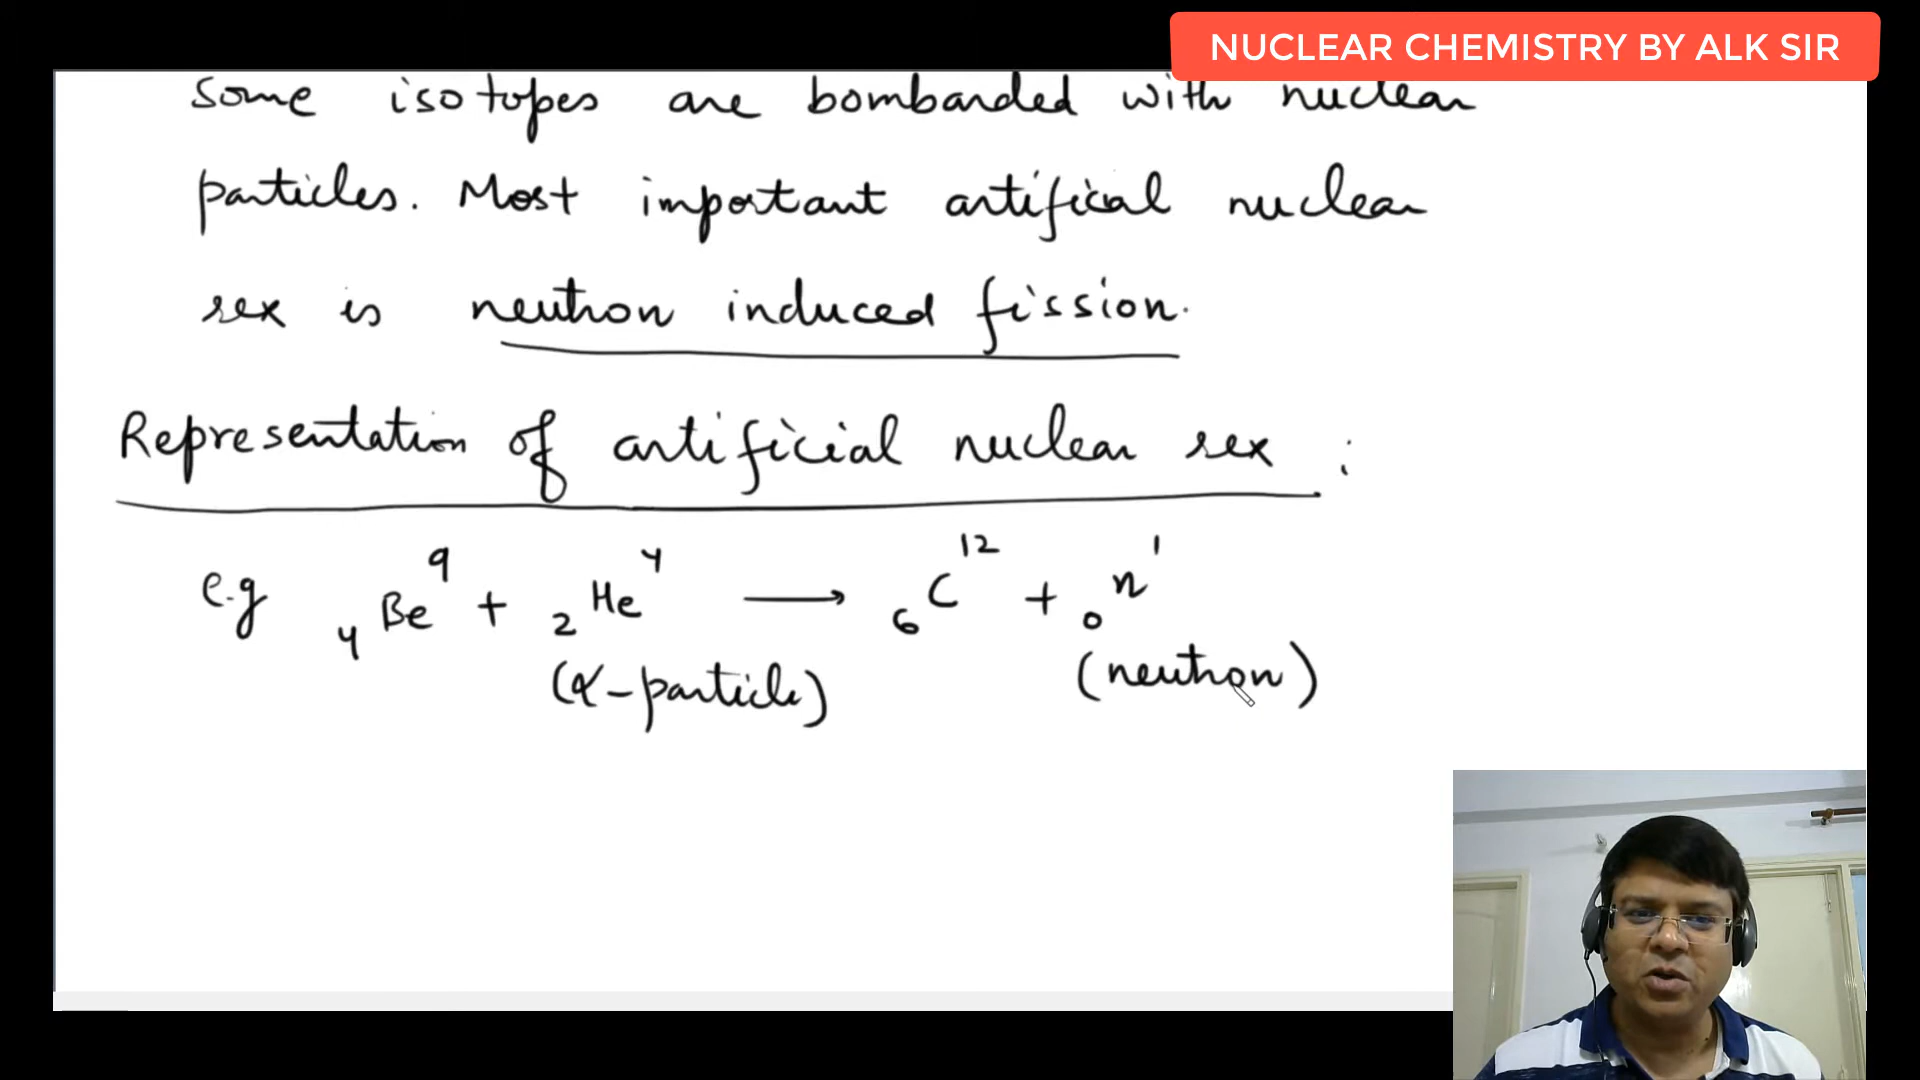 NUCLEAR CHEMISTRY BY ALK SIR
Some isotopes are bombarded with nuclear
particles. Most important artifical nuclear
rex is neutron induced fission.
Representation of artificial nuclear rex :
e.g ₄Be⁹ + ₂He⁴ ⟶ ₆C¹² + ₀n¹
(α-particle) (neutron)